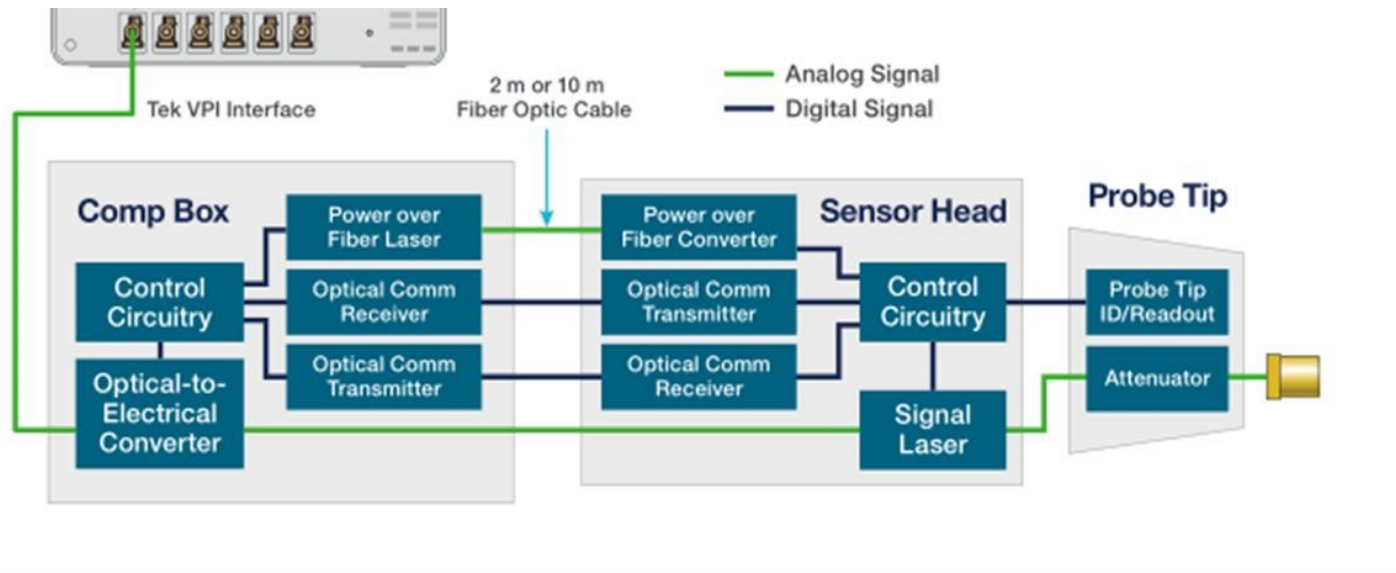 Tek VPI Interface
2 m or 10 m
Fiber Optic Cable
Analog Signal
Digital Signal
Comp Box
Power over
Fiber Laser
Control
Circuitry
Optical Comm
Receiver
Optical Comm
Transmitter
Optical-to-
Electrical
Converter
Sensor Head
Power over
Fiber Converter
Optical Comm
Transmitter
Optical Comm
Receiver
Control
Circuitry
Signal
Laser
Probe Tip
Probe Tip
ID/Readout
Attenuator